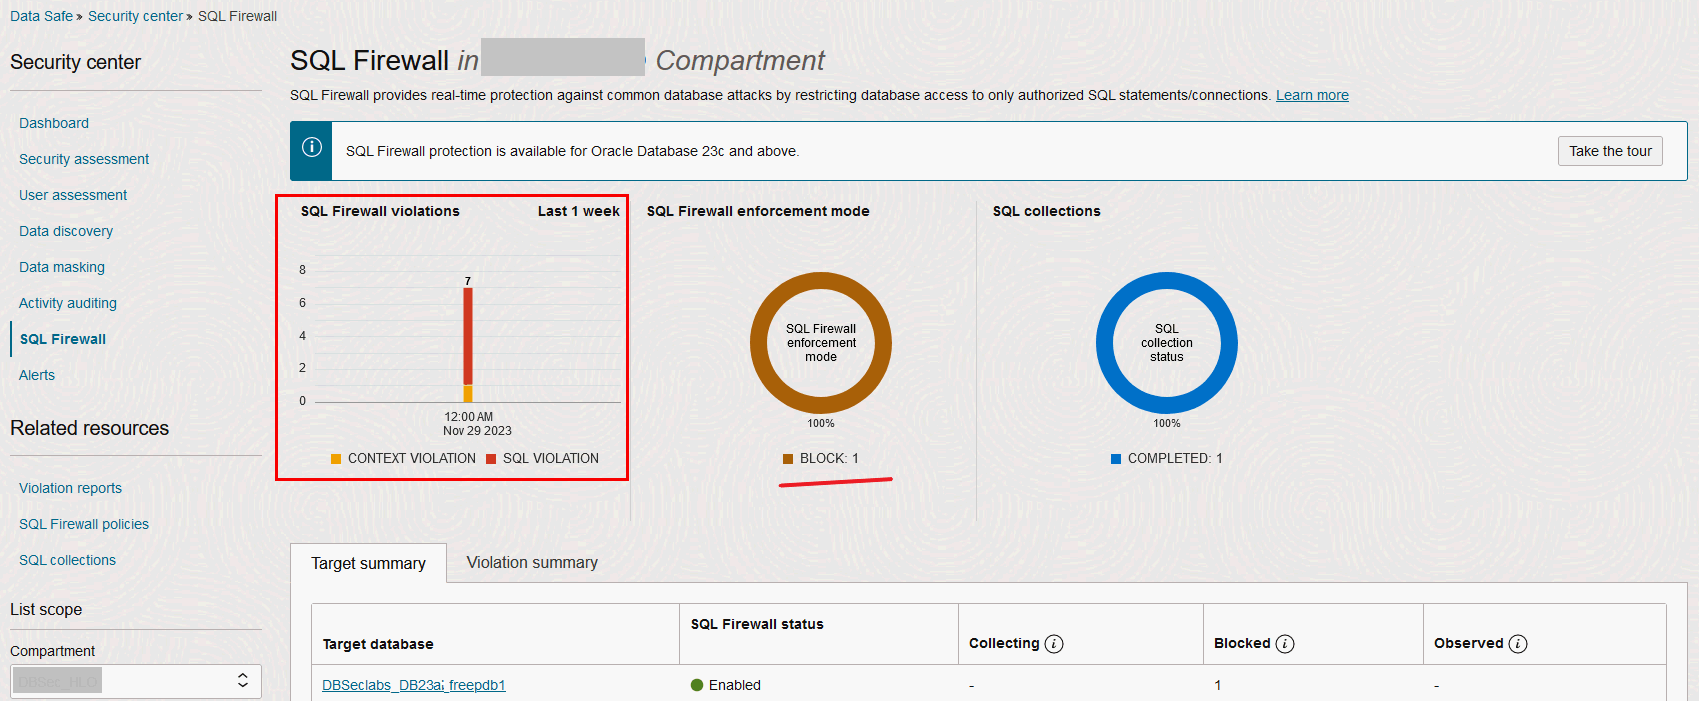 Data Safe » Security center » SQL Firewall
Security center
Dashboard
Security assessment
User assessment
Data discovery
Data masking
Activity auditing
SQL Firewall
Alerts
Related resources
Violation reports
SQL Firewall policies
SQL collections
List scope
Compartment
SQL Firewall in Compartment
SQL Firewall provides real-time protection against common database attacks by restricting database access to only authorized SQL statements/connections. Learn more
SQL Firewall protection is available for Oracle Database 23c and above.
Take the tour
SQL Firewall violations Last 1 week
8
6
4
2
0
7
12:00 AM
Nov 29 2023
CONTEXT VIOLATION SQL VIOLATION
SQL Firewall enforcement mode
SQL Firewall
enforcement
mode
100%
BLOCK: 1
SQL collections
SQL
collection
status
100%
COMPLETED: 1
Target summary Violation summary
Target database SQL Firewall status Collecting Blocked Observed
DBSeclabs_DB23ai_freepdb1 Enabled - 1 -